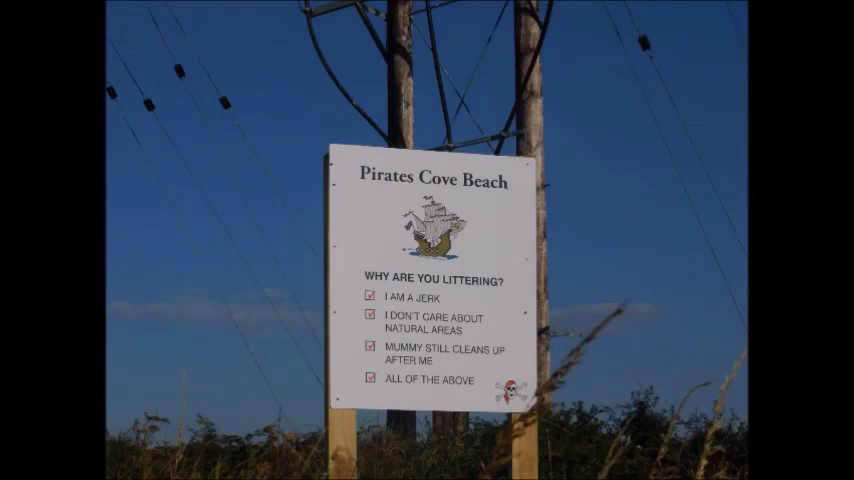 Pirates Cove Beach
WHY ARE YOU LITTERING?
I AM A JERK
I DON'T CARE ABOUT
NATURAL AREAS
MUMMY STILL CLEANS UP
AFTER ME
ALL OF THE ABOVE